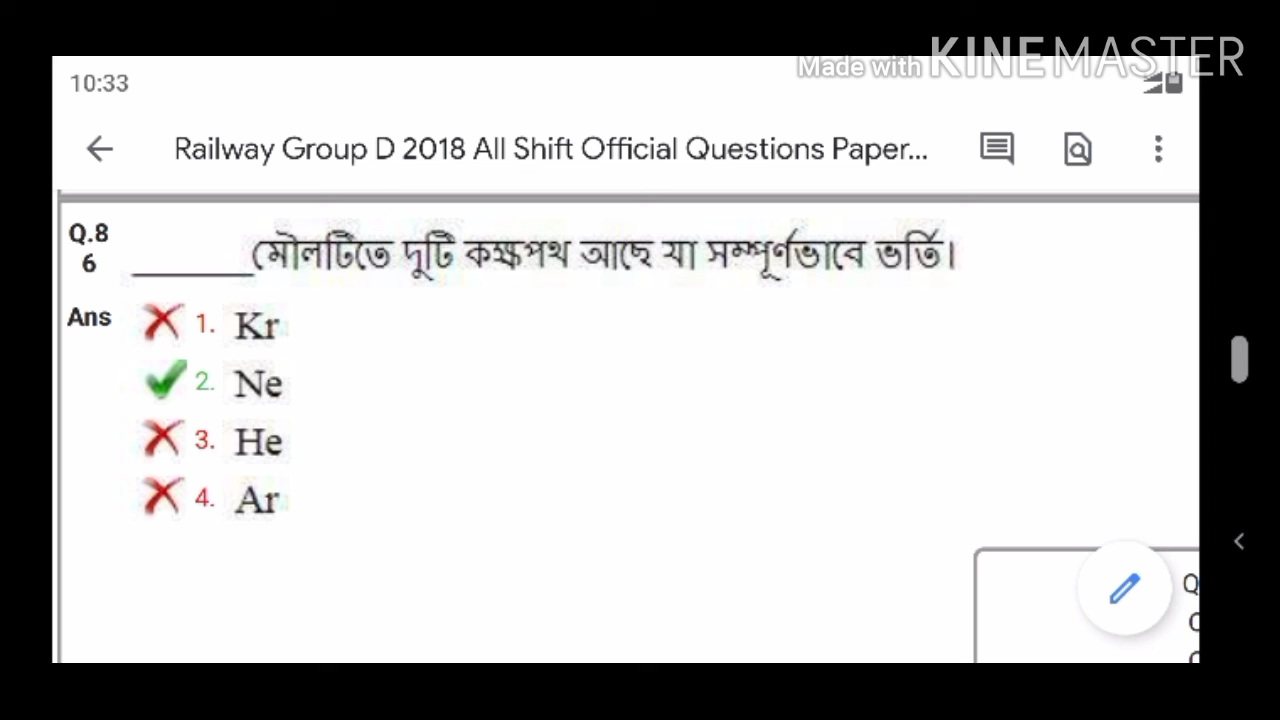 Made with KINEMASTER
10:33
Railway Group D 2018 All Shift Official Questions Paper...
Q.8
6 ________মৌলটিতে দুটি কক্ষপথ আছে যা সম্পূর্ণভাবে ভর্তি।
Ans 1. Kr
2. Ne
3. He
4. Ar
Q